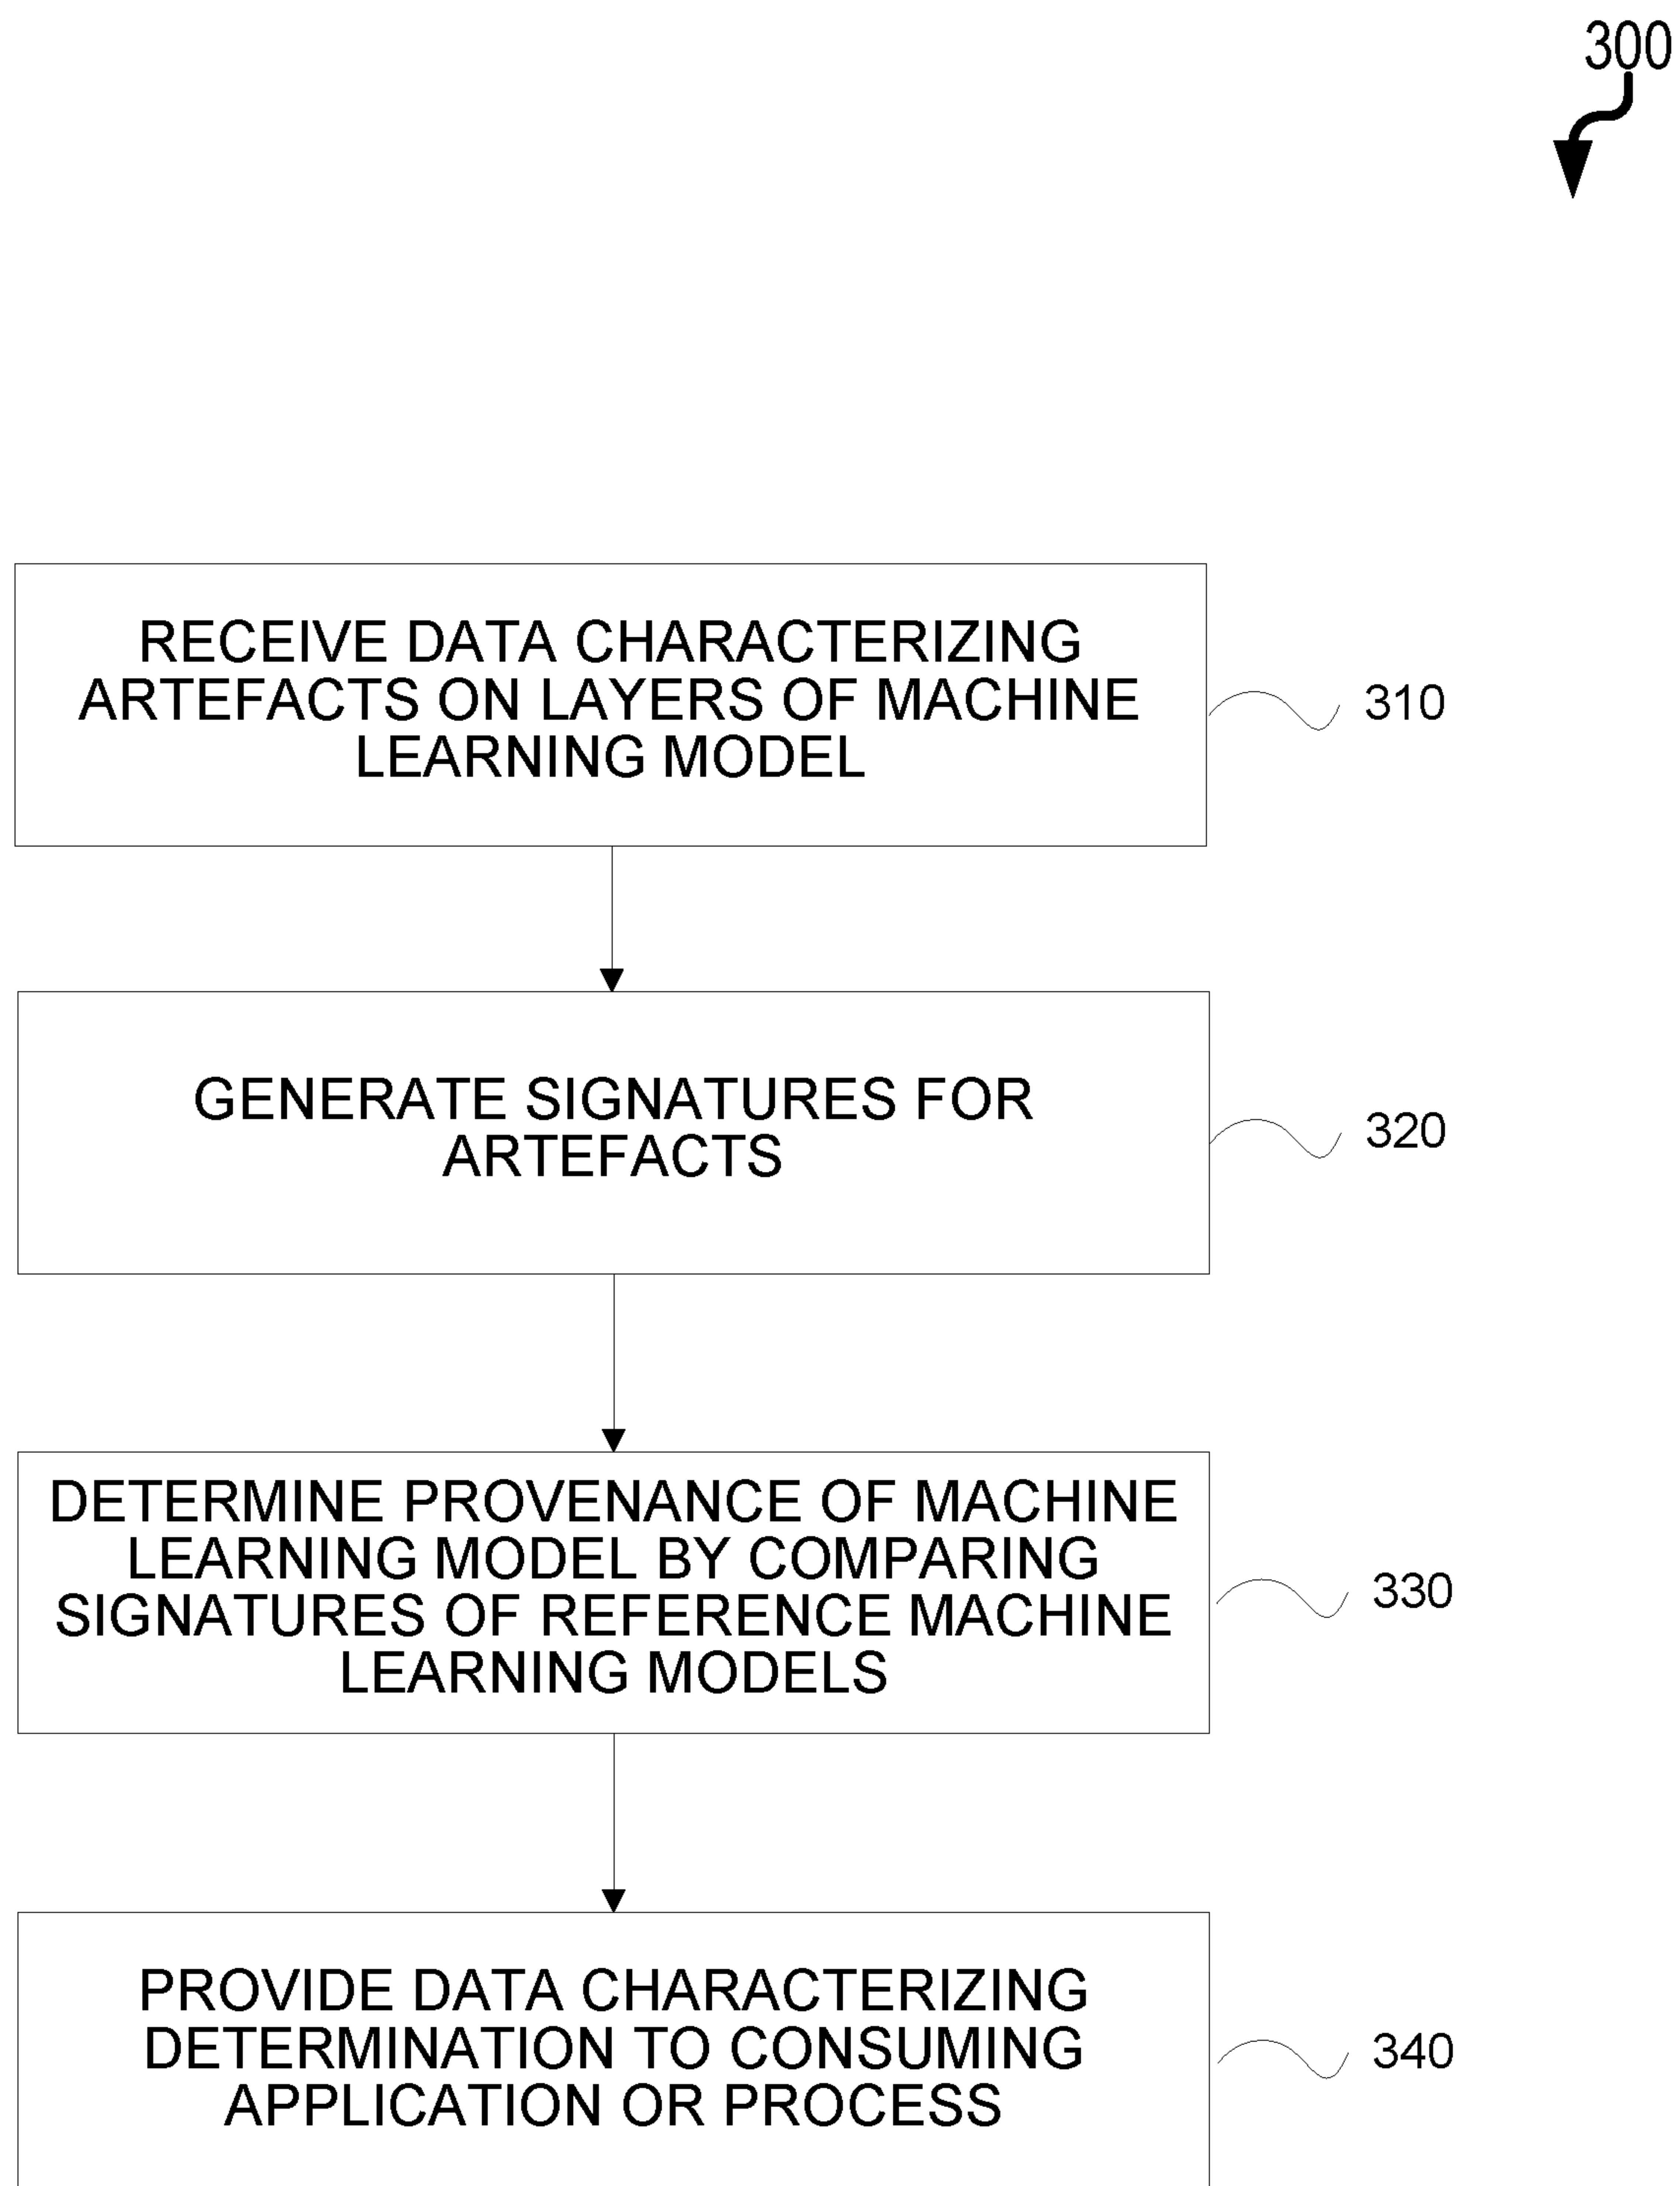 300
RECEIVE DATA CHARACTERIZING
ARTEFACTS ON LAYERS OF MACHINE
LEARNING MODEL
310
GENERATE SIGNATURES FOR
ARTEFACTS
320
DETERMINE PROVENANCE OF MACHINE
LEARNING MODEL BY COMPARING
SIGNATURES OF REFERENCE MACHINE
LEARNING MODELS
330
PROVIDE DATA CHARACTERIZING
DETERMINATION TO CONSUMING
APPLICATION OR PROCESS
340